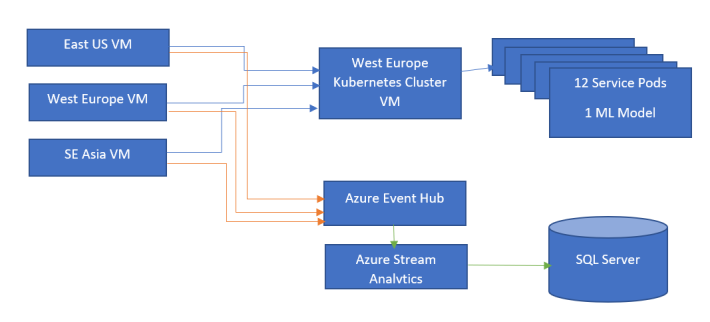 East US VM
West Europe VM
SE Asia VM
West Europe
Kubernetes Cluster
VM
12 Service Pods
1 ML Model
Azure Event Hub
Azure Stream
Analytics
SQL Server